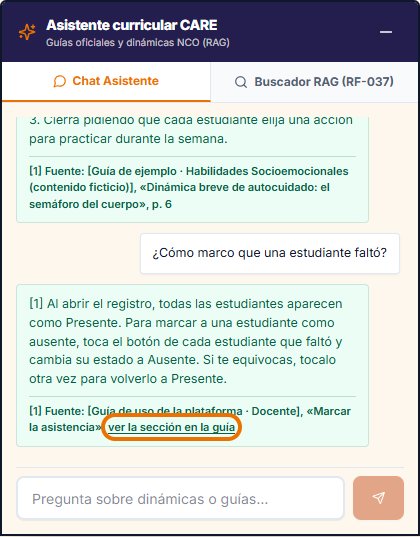 Asistente curricular CARE
Guías oficiales y dinámicas NCO (RAG)
Chat Asistente
Buscador RAG (RF-037)
3. Cierra pidiendo que cada estudiante elija una acción
para practicar durante la semana.
[1] Fuente: [Guía de ejemplo · Habilidades Socioemocionales
(contenido ficticio)], «Dinámica breve de autocuidado: el
semáforo del cuerpo», p. 6
¿Cómo marco que una estudiante faltó?
[1] Al abrir el registro, todas las estudiantes aparecen
como Presente. Para marcar a una estudiante como
ausente, toca el botón de cada estudiante que faltó y
cambia su estado a Ausente. Si te equivocas, tocalo
otra vez para volverlo a Presente.
[1] Fuente: [Guía de uso de la plataforma · Docente], «Marcar
la asistencia» ver la sección en la guía
Pregunta sobre dinámicas o guías...